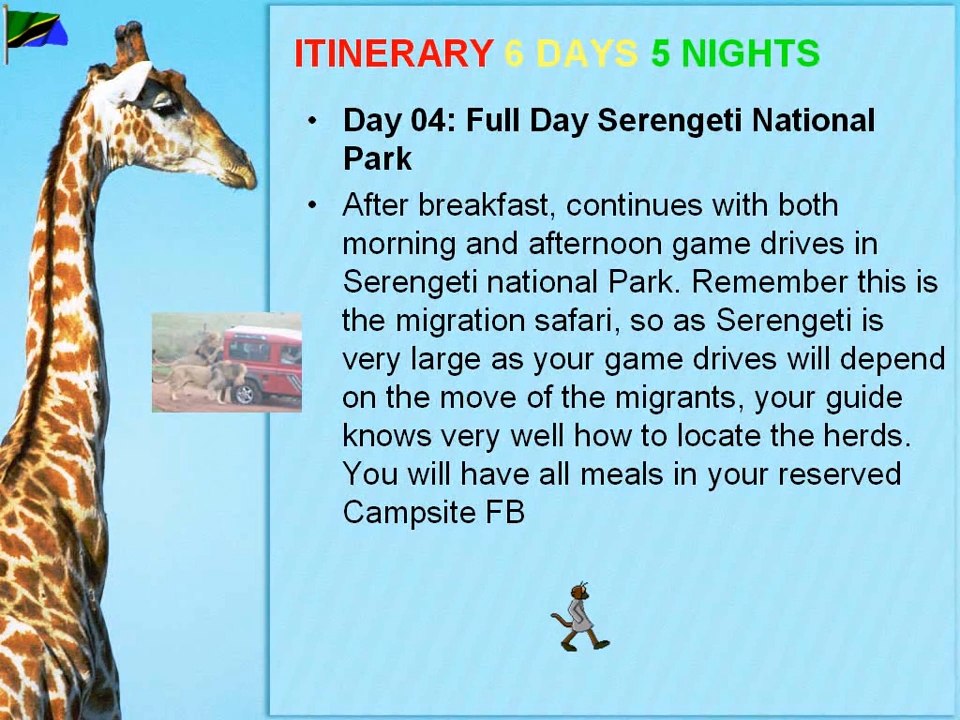 ITINERARY 6 DAYS 5 NIGHTS
• Day 04: Full Day Serengeti National
Park
• After breakfast, continues with both
morning and afternoon game drives in
Serengeti national Park. Remember this is
the migration safari, so as Serengeti is
very large as your game drives will depend
on the move of the migrants, your guide
knows very well how to locate the herds.
You will have all meals in your reserved
Campsite FB